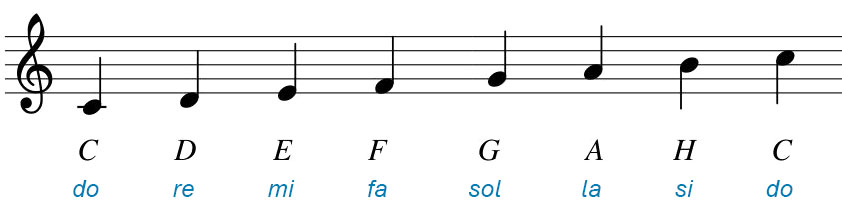 C D E F G A H C
do re mi fa sol la si do